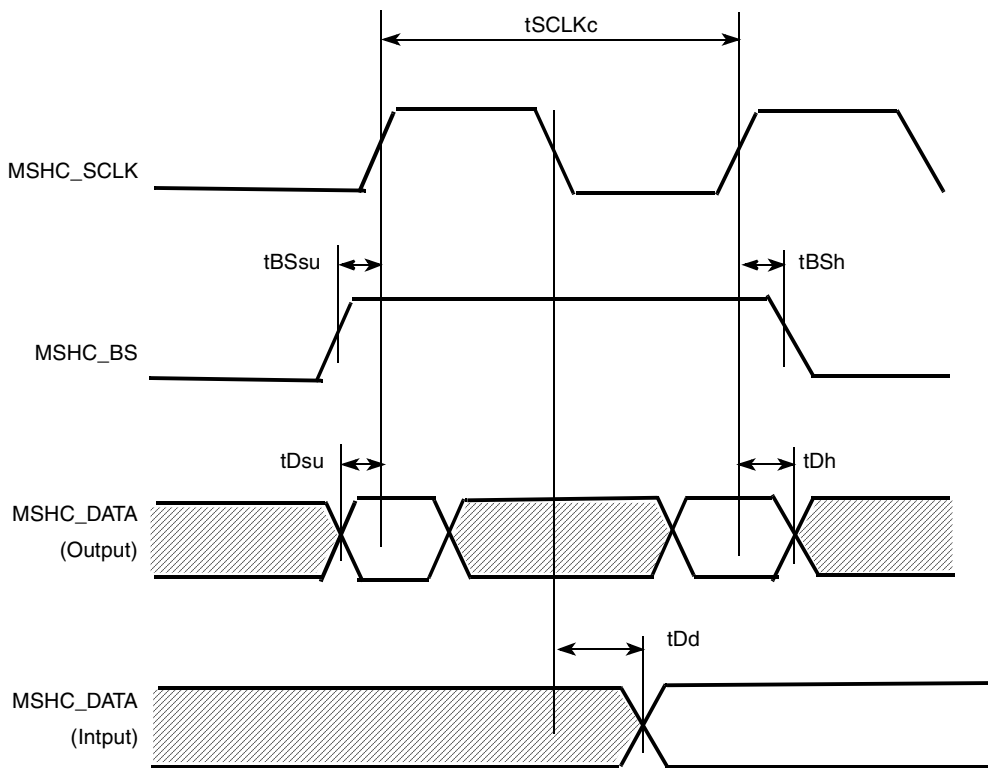 tSCLKc
MSHC_SCLK
tBSsu
tBSh
MSHC_BS
tDsu
tDh
MSHC_DATA
(Output)
tDd
MSHC_DATA
(Intput)